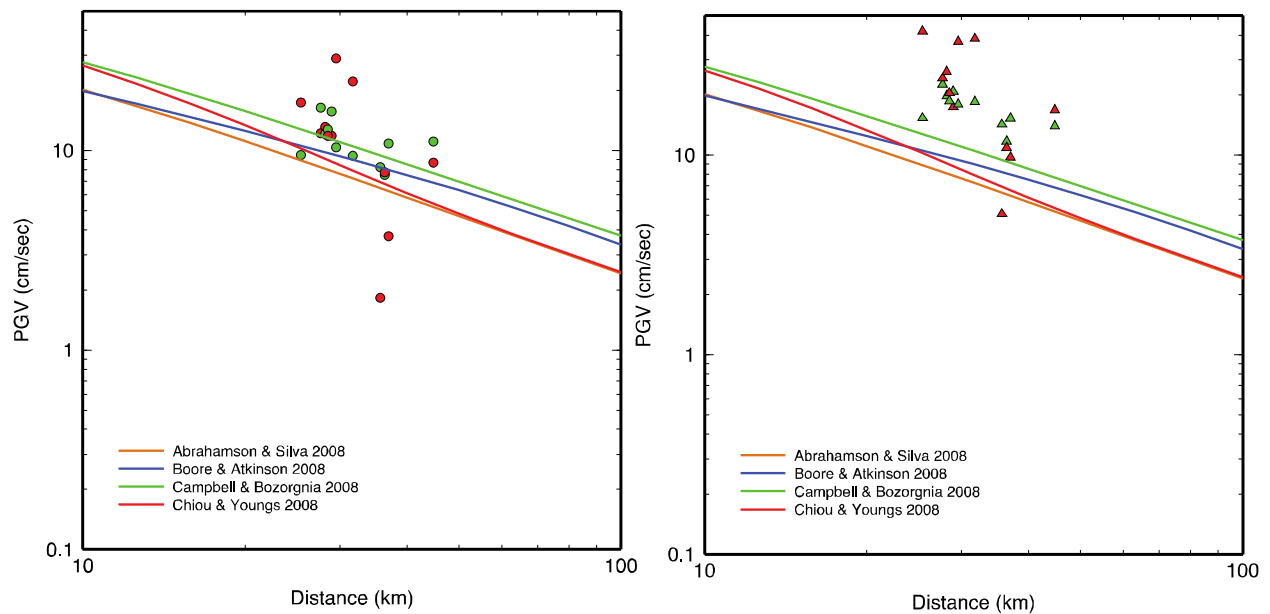 10
1
0.1
PGV (cm/sec)
Abrahamson & Silva 2008
Boore & Atkinson 2008
Campbell & Bozorgnia 2008
Chiou & Youngs 2008
10
100
Distance (km)
10
1
0.1
PGV (cm/sec)
Abrahamson & Silva 2008
Boore & Atkinson 2008
Campbell & Bozorgnia 2008
Chiou & Youngs 2008
10
100
Distance (km)